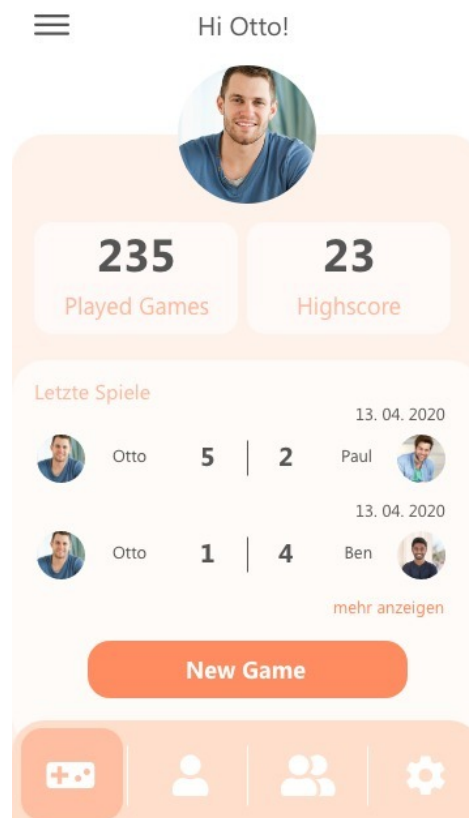 Hi Otto!
235
Played Games
23
Highscore
Letzte Spiele
13. 04. 2020
Otto 5 2 Paul
13. 04. 2020
Otto 1 4 Ben
mehr anzeigen
New Game